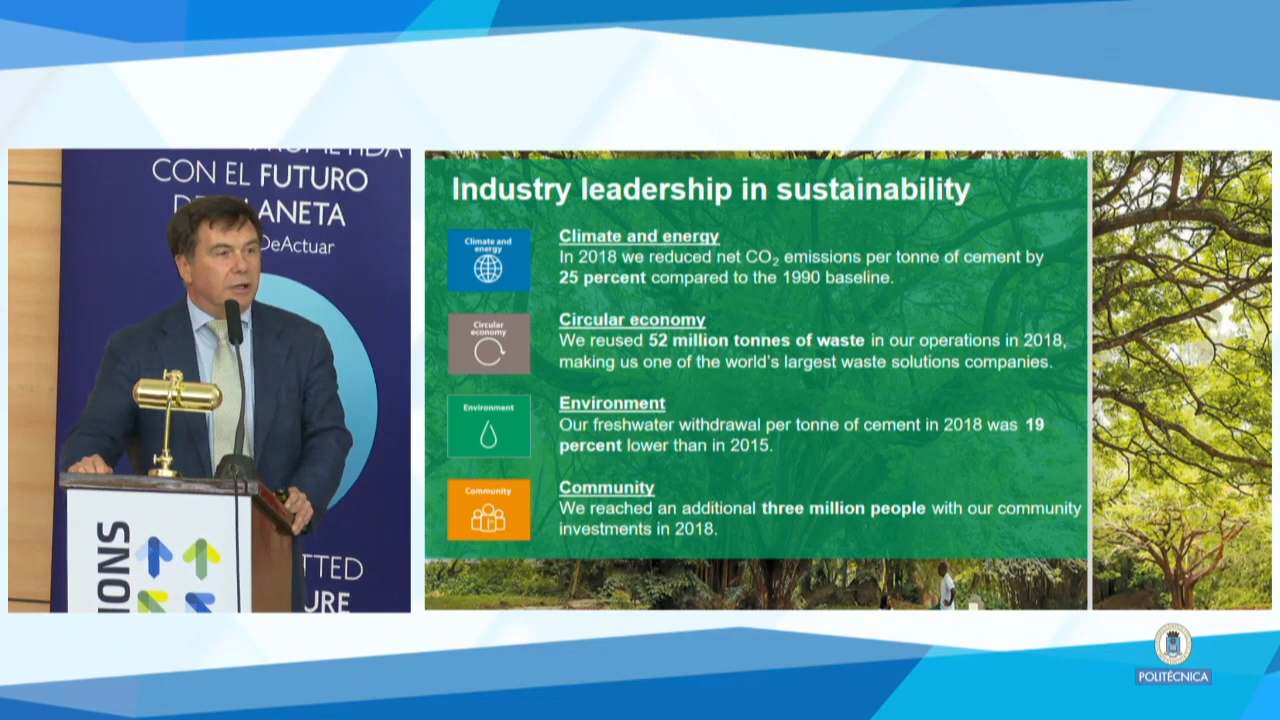 CON EL FUTURO
ANETA
DeActuar
TTED
URE
IONS
Industry leadership in sustainability
Climate and
energy
Climate and energy
In 2018 we reduced net CO₂ emissions per tonne of cement by
25 percent compared to the 1990 baseline.
Circular
economy
Circular economy
We reused 52 million tonnes of waste in our operations in 2018,
making us one of the world's largest waste solutions companies.
Environment
Environment
Our freshwater withdrawal per tonne of cement in 2018 was 19
percent lower than in 2015.
Community
Community
We reached an additional three million people with our community
investments in 2018.
POLITÉCNICA